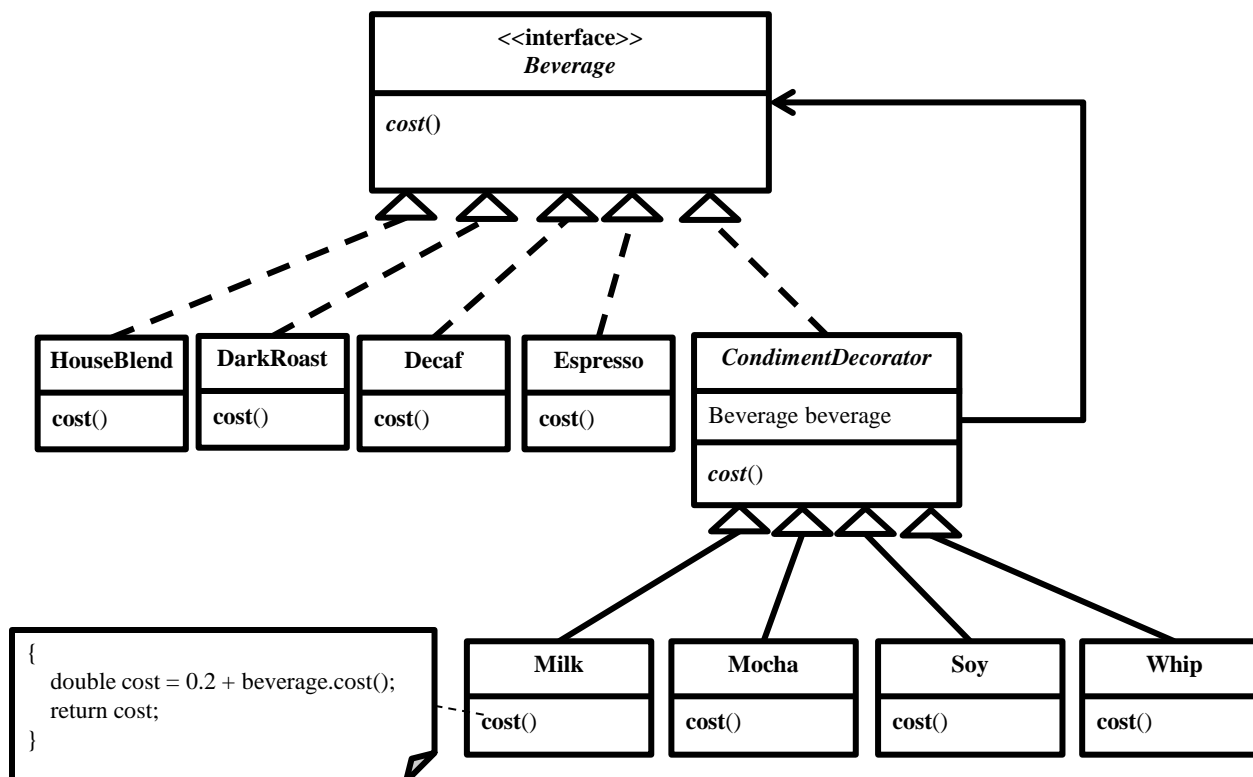 <<interface>>
Beverage
cost()
HouseBlend
cost()
DarkRoast
cost()
Decaf
cost()
Espresso
cost()
CondimentDecorator
Beverage beverage
cost()
{
double cost = 0.2 + beverage.cost();
return cost;
}
Milk
cost()
Mocha
cost()
Soy
cost()
Whip
cost()